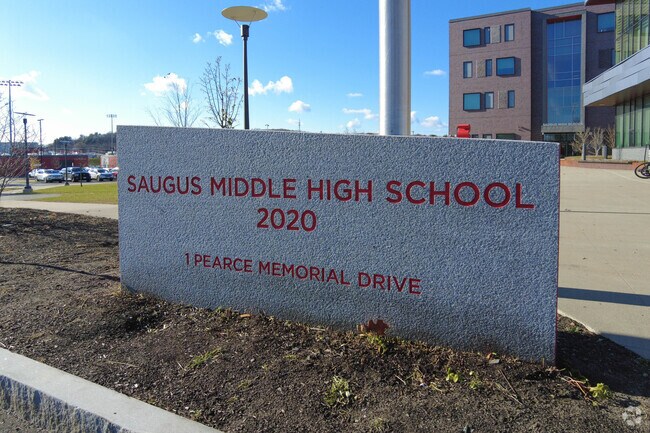 SAUGUS MIDDLE HIGH SCHOOL
2020
1 PEARCE MEMORIAL DRIVE